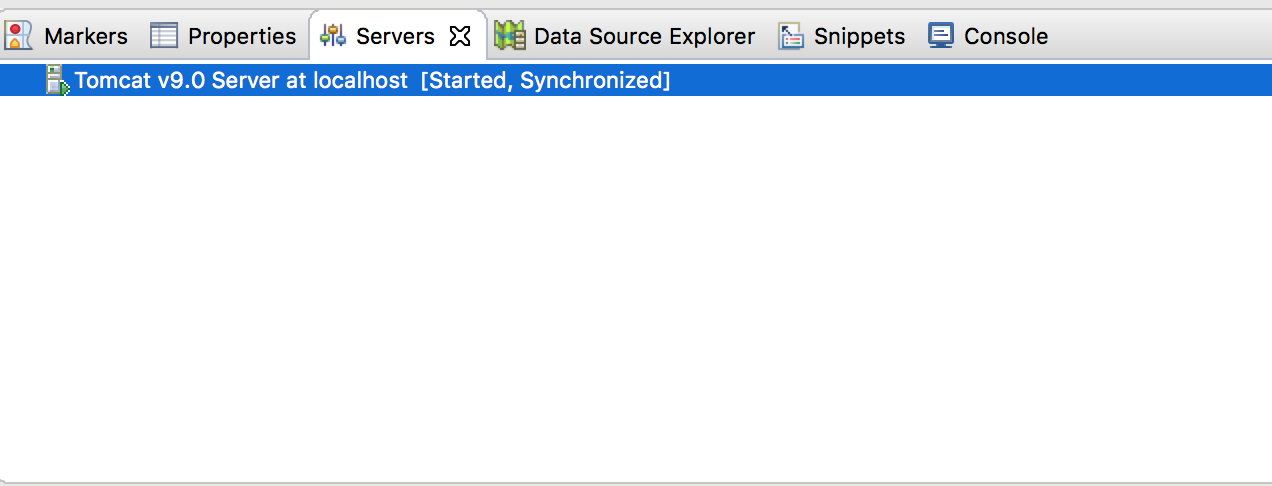 Markers Properties Servers Data Source Explorer Snippets Console
Tomcat v9.0 Server at localhost [Started, Synchronized]